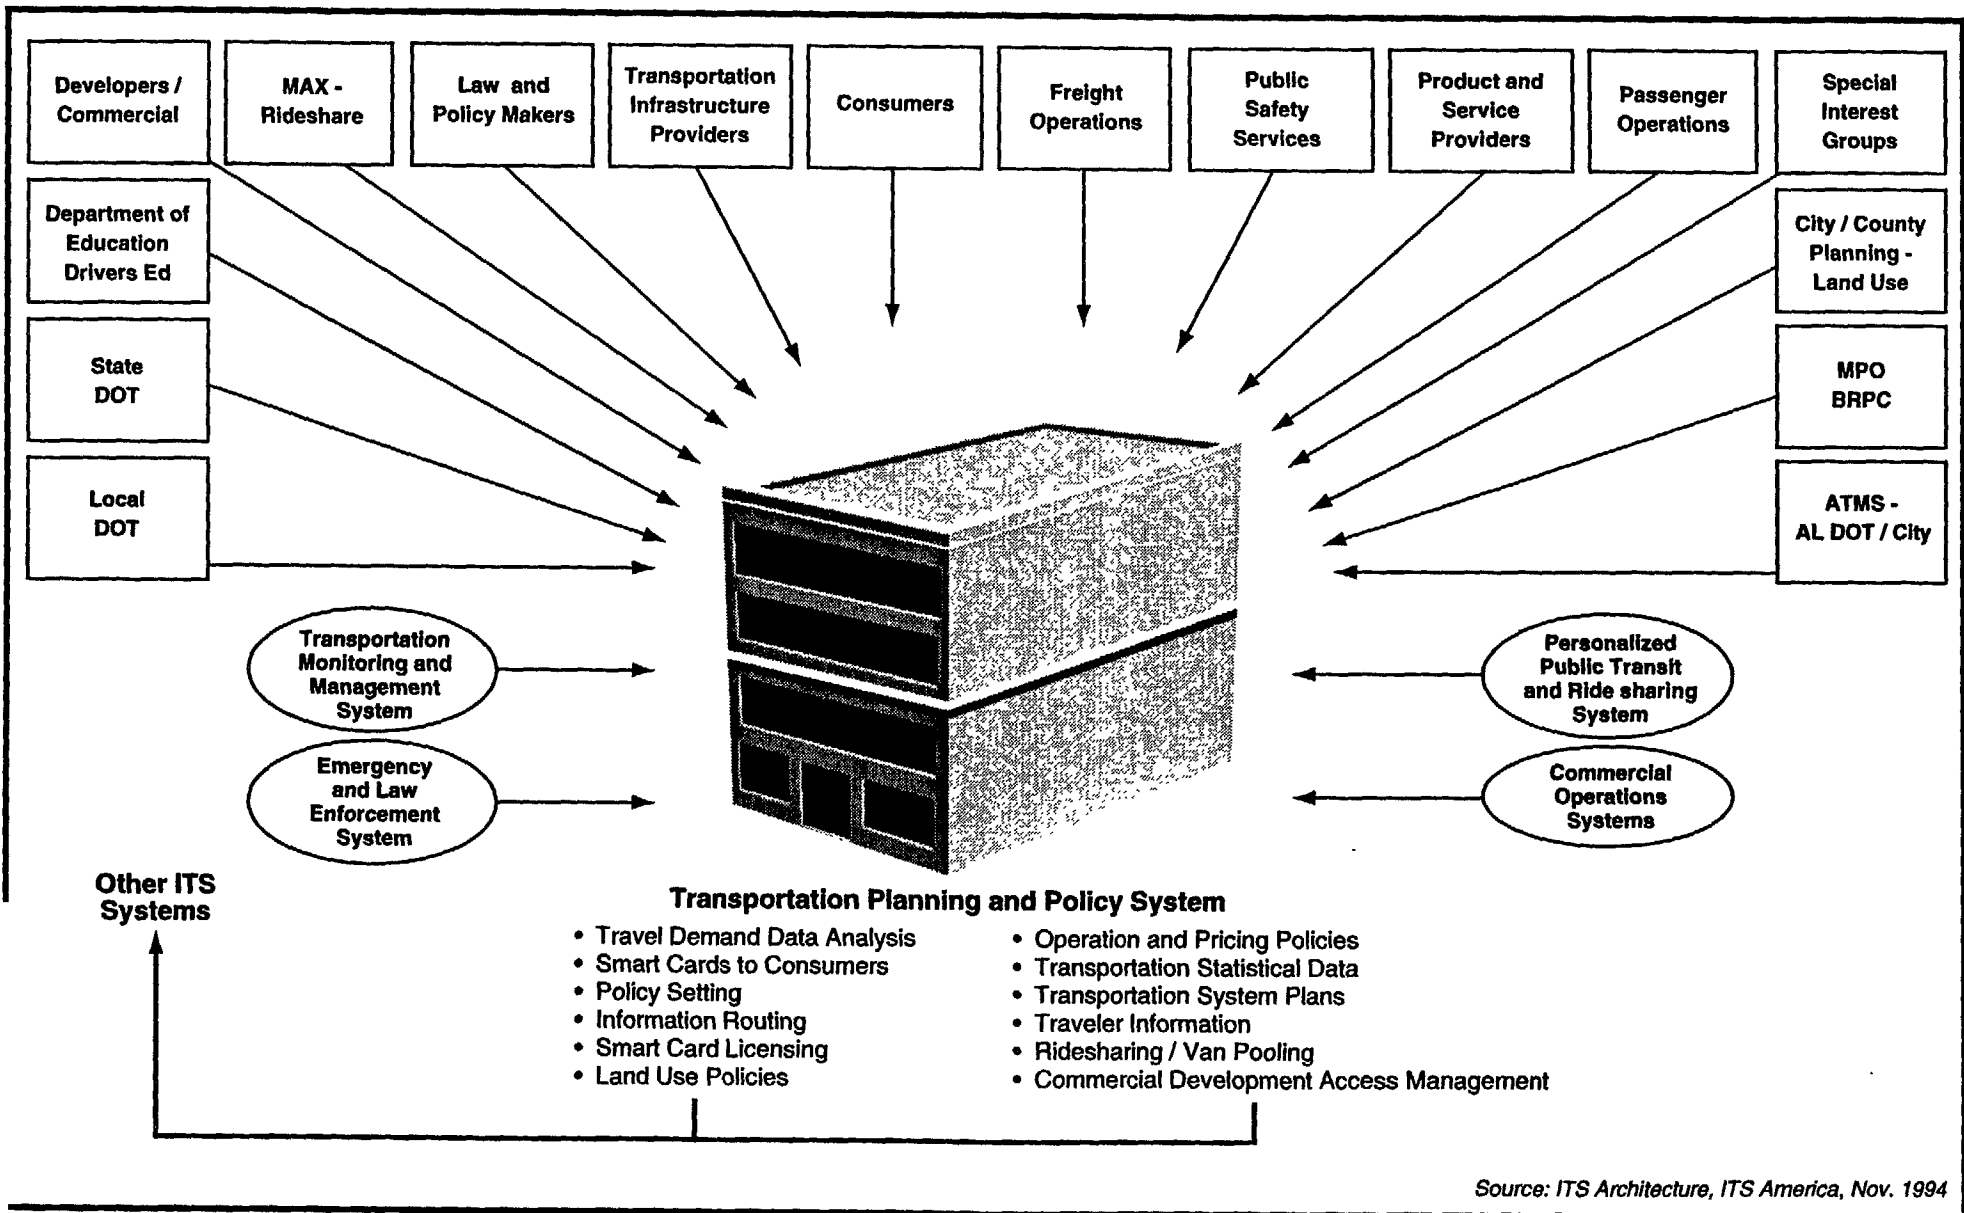 Developers /
Commercial
MAX -
Rideshare
Law and
Policy Makers
Transportation
Infrastructure
Providers
Consumers
Freight
Operations
Public
Safety
Services
Product and
Service
Providers
Passenger
Operations
Special
Interest
Groups
Department of
Education
Drivers Ed
City / County
Planning -
Land Use
State
DOT
MPO
BRPC
Local
DOT
ATMS -
AL DOT / City
Transportation
Monitoring and
Management
System
Personalized
Public Transit
and Ride sharing
System
Emergency
and Law
Enforcement
System
Commercial
Operations
Systems
Other ITS
Systems
Transportation Planning and Policy System
• Travel Demand Data Analysis
• Smart Cards to Consumers
• Policy Setting
• Information Routing
• Smart Card Licensing
• Land Use Policies
• Operation and Pricing Policies
• Transportation Statistical Data
• Transportation System Plans
• Traveler Information
• Ridesharing / Van Pooling
• Commercial Development Access Management
Source: ITS Architecture, ITS America, Nov. 1994